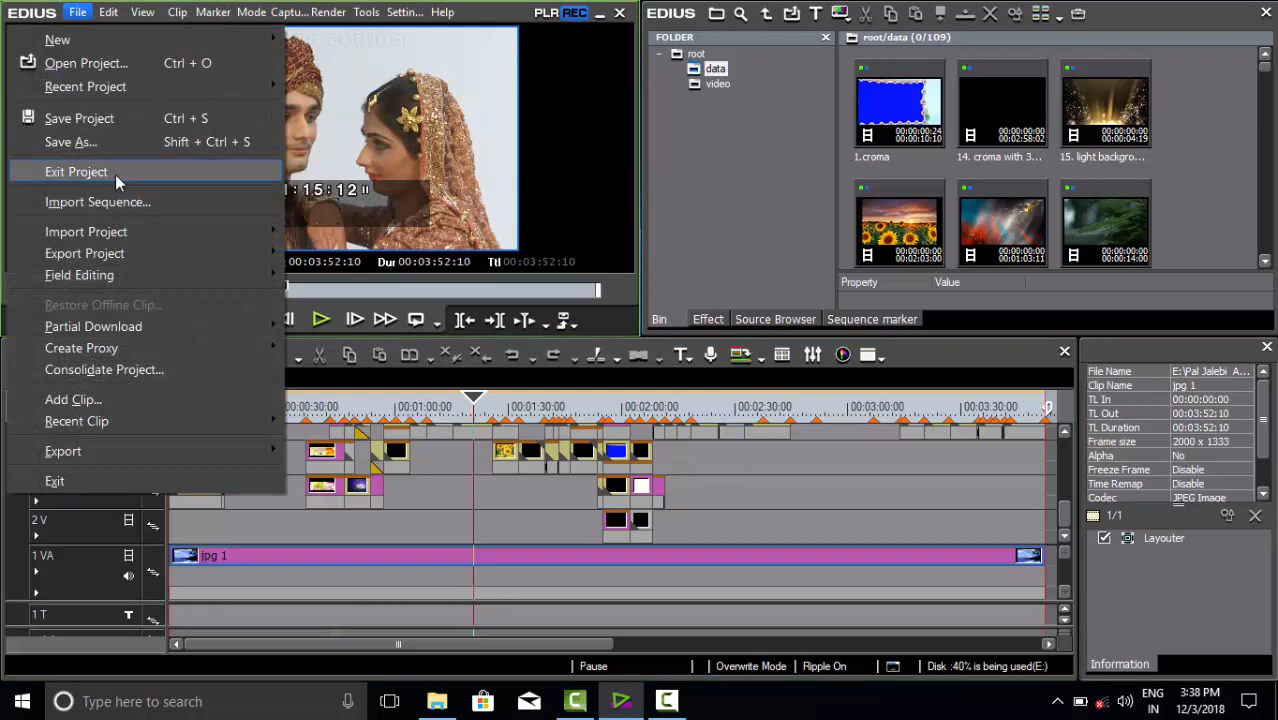 EDIUS File Edit View Clip Marker Mode Captu... Render Tools Settin... Help PLR REC
New
Open Project... Ctrl + O
Recent Project
Save Project Ctrl + S
Save As... Shift + Ctrl + S
Exit Project
Import Sequence...
Import Project
Export Project
Field Editing
Restore Offline Clip...
Partial Download
Create Proxy
Consolidate Project...
Add Clip...
Recent Clip
Export
Exit
editing
1:15:12
00:03:52:10 Dur 00:03:52:10 Ttl 00:03:52:10
EDIUS
FOLDER
root
data
video
root/data (0/109)
00:00:00:24
00:00:10:10
1.croma
00:00:00:00
00:02:58:02
14. croma with 3...
00:00:00:00
00:00:04:19
15. light backgro...
00:00:00:00
00:02:03:00
00:00:00:00
00:01:03:11
00:00:00:00
00:00:14:00
Property Value
Bin Effect Source Browser Sequence marker
00:00:30:00 00:01:00:00 00:01:30:00 00:02:00:00 00:02:30:00 00:03:00:00 00:03:30:00
2 V
1 VA
jpg 1
1 T
File Name E:\Pal Jalebi A...
Clip Name jpg 1
TL In 00:00:00:00
TL Out 00:03:52:10
TL Duration 00:03:52:10
Frame size 2000 x 1333
Alpha No
Freeze Frame Disable
Time Remap Disable
Codec JPEG Image
1/1
Layouter
Information
Pause Overwrite Mode Ripple On Disk :40% is being used(E:)
Type here to search
ENG
IN
3:38 PM
12/3/2018